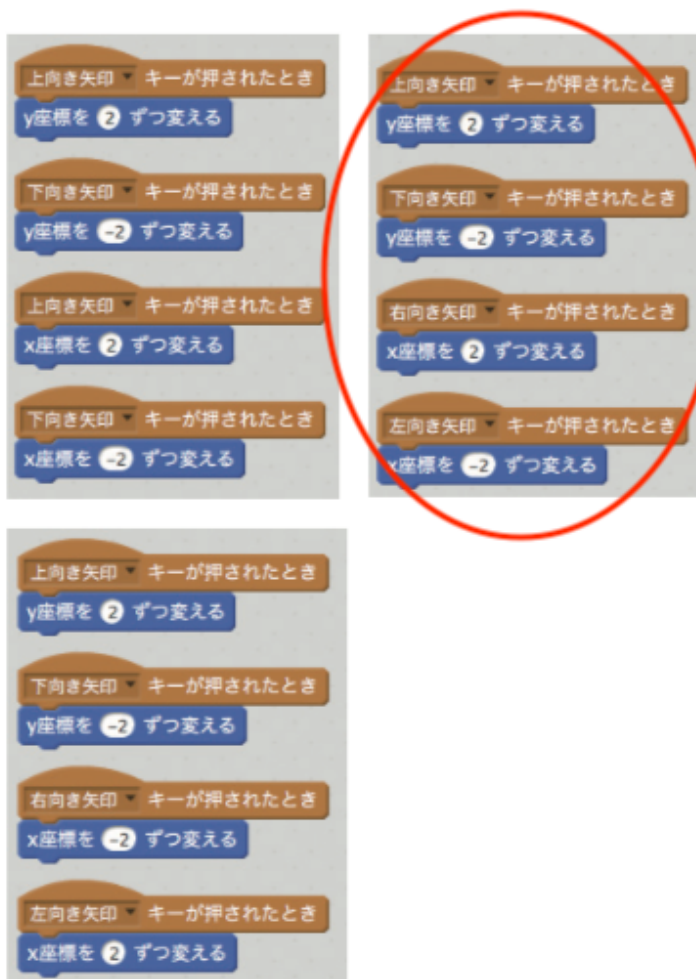 上向き矢印 キーが押されたとき
y座標を 2 ずつ変える
下向き矢印 キーが押されたとき
y座標を -2 ずつ変える
上向き矢印 キーが押されたとき
x座標を 2 ずつ変える
下向き矢印 キーが押されたとき
x座標を -2 ずつ変える
上向き矢印 キーが押されたとき
y座標を 2 ずつ変える
下向き矢印 キーが押されたとき
y座標を -2 ずつ変える
右向き矢印 キーが押されたとき
x座標を 2 ずつ変える
左向き矢印 キーが押されたとき
x座標を -2 ずつ変える
上向き矢印 キーが押されたとき
y座標を 2 ずつ変える
下向き矢印 キーが押されたとき
y座標を -2 ずつ変える
右向き矢印 キーが押されたとき
x座標を -2 ずつ変える
左向き矢印 キーが押されたとき
x座標を 2 ずつ変える